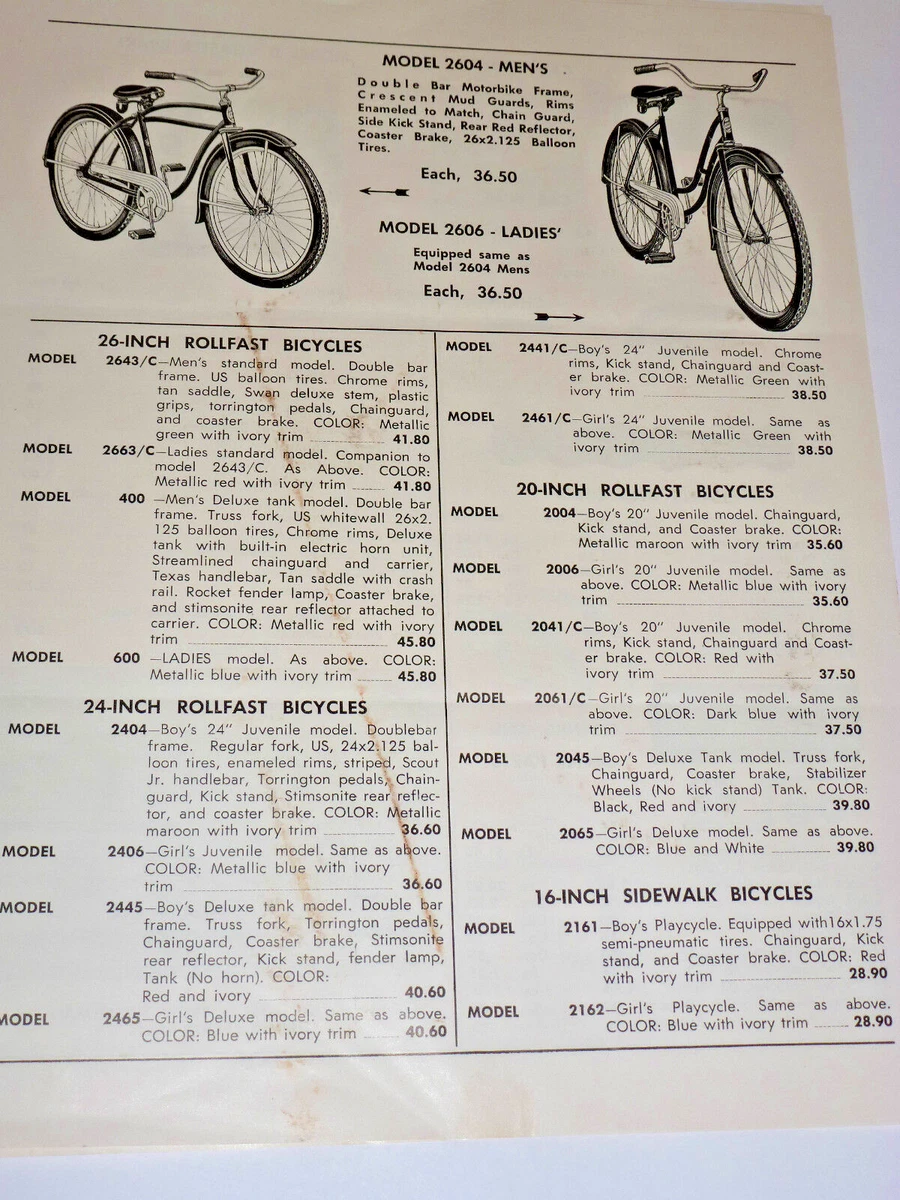 MODEL 2604 - MEN'S
Double Bar Motorbike Frame,
Crescent Mud Guards, Rims
Enameled to Match, Chain Guard,
Side Kick Stand, Rear Red Reflector,
Coaster Brake, 26x2.125 Balloon
Tires.
Each, 36.50
MODEL 2606 - LADIES'
Equipped same as
Model 2604 Mens
Each, 36.50
26-INCH ROLLFAST BICYCLES
MODEL 2643/C—Men's standard model. Double bar
frame. US balloon tires. Chrome rims,
tan saddle, Swan deluxe stem, plastic
grips, torrington pedals, Chainguard,
and coaster brake. COLOR: Metallic
green with ivory trim 41.80
MODEL 2663/C—Ladies standard model. Companion to
model 2643/C. As Above. COLOR:
Metallic red with ivory trim 41.80
MODEL 400 —Men's Deluxe tank model. Double bar
frame. Truss fork, US whitewall 26x2.
125 balloon tires, Chrome rims, Deluxe
tank with built-in electric horn unit,
Streamlined chainguard and carrier,
Texas handlebar, Tan saddle with crash
rail. Rocket fender lamp, Coaster brake,
and stimsonite rear reflector attached to
carrier. COLOR: Metallic red with ivory
trim 45.80
MODEL 600 —LADIES model. As above. COLOR:
Metallic blue with ivory trim 45.80
24-INCH ROLLFAST BICYCLES
MODEL 2404—Boy's 24" Juvenile model. Doublebar
frame. Regular fork, US, 24x2.125 bal-
loon tires, enameled rims, striped, Scout
Jr. handlebar, Torrington pedals, Chain-
guard, Kick stand, Stimsonite rear reflec-
tor, and coaster brake. COLOR: Metallic
maroon with ivory trim 36.60
MODEL 2406—Girl's Juvenile model. Same as above.
COLOR: Metallic blue with ivory
trim 36.60
MODEL 2445—Boy's Deluxe tank model. Double bar
frame. Truss fork, Torrington pedals,
Chainguard, Coaster brake, Stimsonite
rear reflector, Kick stand, fender lamp,
Tank (No horn). COLOR:
Red and ivory 40.60
MODEL 2465—Girl's Deluxe model. Same as above.
COLOR: Blue with ivory trim 40.60
MODEL 2441/C—Boy's 24" Juvenile model. Chrome
rims, Kick stand, Chainguard and Coast-
er brake. COLOR: Metallic Green with
ivory trim 38.50
MODEL 2461/C—Girl's 24" Juvenile model. Same as
above. COLOR: Metallic Green with
ivory trim 38.50
20-INCH ROLLFAST BICYCLES
MODEL 2004—Boy's 20" Juvenile model. Chainguard,
Kick stand, and Coaster brake. COLOR:
Metallic maroon with ivory trim 35.60
MODEL 2006—Girl's 20" Juvenile model. Same as
above. COLOR: Metallic blue with ivory
trim 35.60
MODEL 2041/C—Boy's 20" Juvenile model. Chrome
rims, Kick stand, Chainguard and Coast-
er brake. COLOR: Red with
ivory trim 37.50
MODEL 2061/C—Girl's 20" Juvenile model. Same as
above. COLOR: Dark blue with ivory
trim 37.50
MODEL 2045—Boy's Deluxe Tank model. Truss fork,
Chainguard, Coaster brake, Stabilizer
Wheels (No kick stand) Tank. COLOR:
Black, Red and ivory 39.80
MODEL 2065—Girl's Deluxe model. Same as above.
COLOR: Blue and White 39.80
16-INCH SIDEWALK BICYCLES
MODEL 2161—Boy's Playcycle. Equipped with16x1.75
semi-pneumatic tires. Chainguard, Kick
stand, and Coaster brake. COLOR: Red
with ivory trim 28.90
MODEL 2162—Girl's Playcycle. Same as above.
COLOR: Blue with ivory trim 28.90